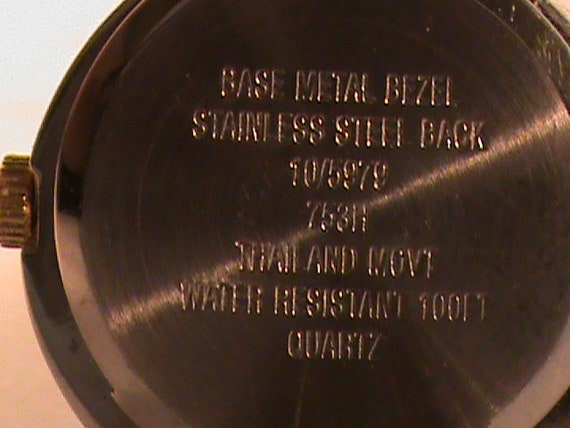 BASE METAL BEZEL
STAINLESS STEEL BACK
10/5979
753H
THAILAND MOVT
WATER RESISTANT 100FT
QUARTZ